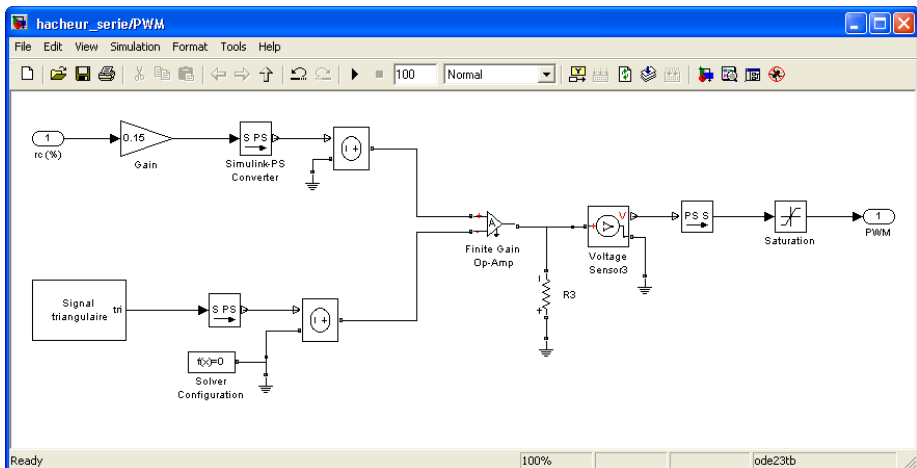 hacheur_serie/PWM
File Edit View Simulation Format Tools Help
100 Normal
1
rc (%)
0.15
Gain
S PS
Simulink-PS
Converter
+
Finite Gain
Op-Amp
R3
+
V
Voltage
Sensor3
PS S
Saturation
1
PWM
Signal
triangulaire
tri
S PS
f(x)=0
Solver
Configuration
Ready
100%
ode23tb